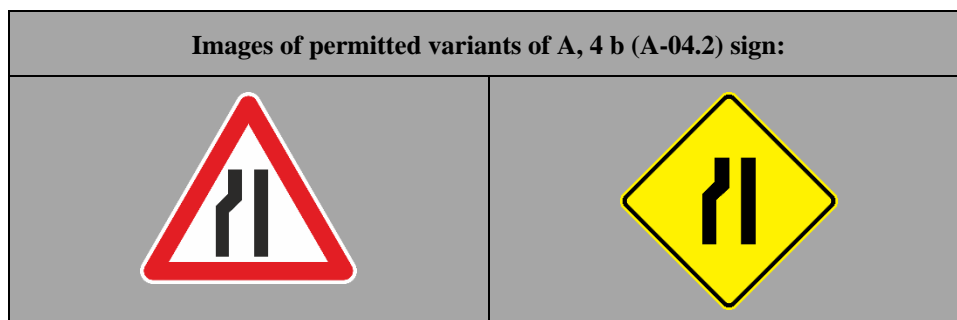 Images of permitted variants of A, 4 b (A-04.2) sign: